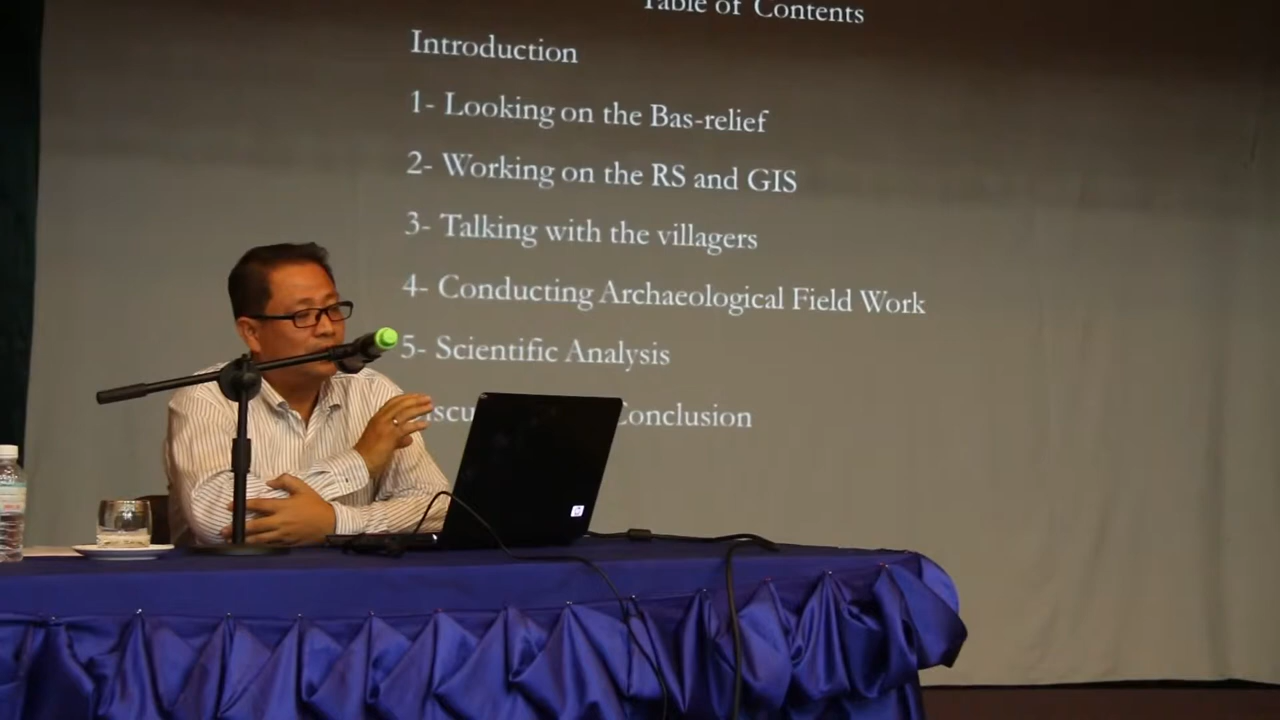 Table of Contents
Introduction
1- Looking on the Bas-relief
2- Working on the RS and GIS
3- Talking with the villagers
4- Conducting Archaeological Field Work
5- Scientific Analysis
Conclusion
hp